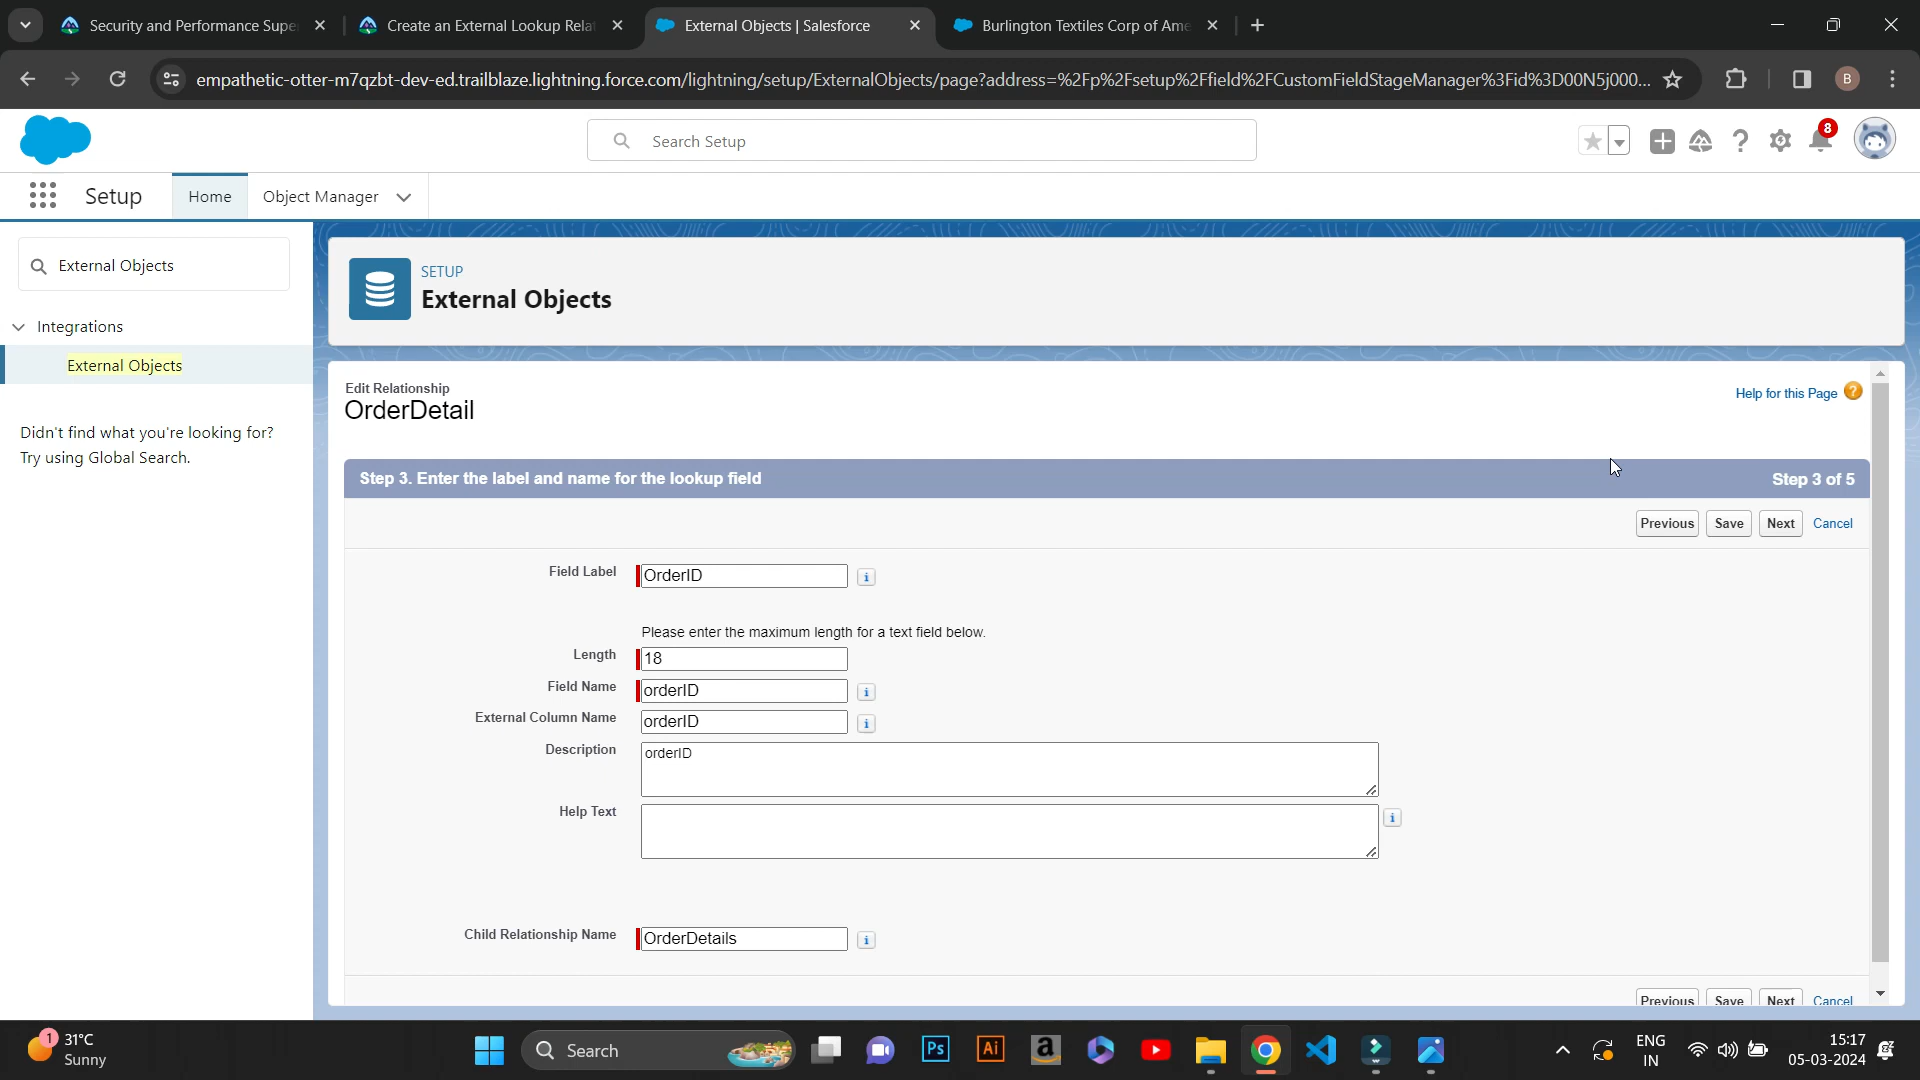 Security and Performance Supe
Create an External Lookup Rela
External Objects | Salesforce
Burlington Textiles Corp of Ame
empathetic-otter-m7qzbt-dev-ed.trailblaze.lightning.force.com/lightning/setup/ExternalObjects/page?address=%2Fp%2Fsetup%2Ffield%2FCustomFieldStageManager%3Fid%3D00N5j000...
B
Search Setup
8
Setup
Home
Object Manager
External Objects
Integrations
External Objects
Didn't find what you're looking for?
Try using Global Search.
SETUP
External Objects
Edit Relationship
OrderDetail
Help for this Page
Step 3. Enter the label and name for the lookup field
Step 3 of 5
Previous Save Next Cancel
Field Label OrderID
Please enter the maximum length for a text field below.
Length 18
Field Name orderID
External Column Name orderID
Description orderID
Help Text
Child Relationship Name OrderDetails
Previous Save Next Cancel
1
31°C
Sunny
Search
Ps
Ai
a
ENG
IN
15:17
05-03-2024